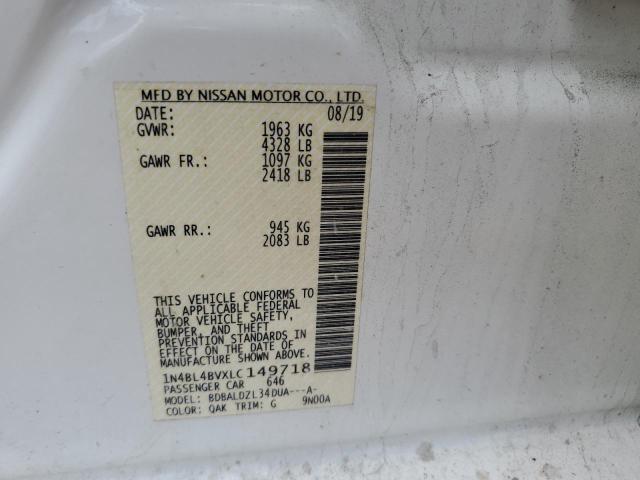 MFD BY NISSAN MOTOR CO., LTD.
DATE: 08/19
GVWR: 1963 KG
4328 LB
GAWR FR.: 1097 KG
2418 LB
GAWR RR.: 945 KG
2083 LB
THIS VEHICLE CONFORMS TO
ALL APPLICABLE FEDERAL
MOTOR VEHICLE SAFETY,
BUMPER, AND THEFT
PREVENTION STANDARDS IN
EFFECT ON THE DATE OF
MANUFACTURE SHOWN ABOVE.
1N4BL4BVXLC149718
PASSENGER CAR 646
MODEL: BDBALDZL34DUA---A-
COLOR: QAK TRIM: G 9N00A